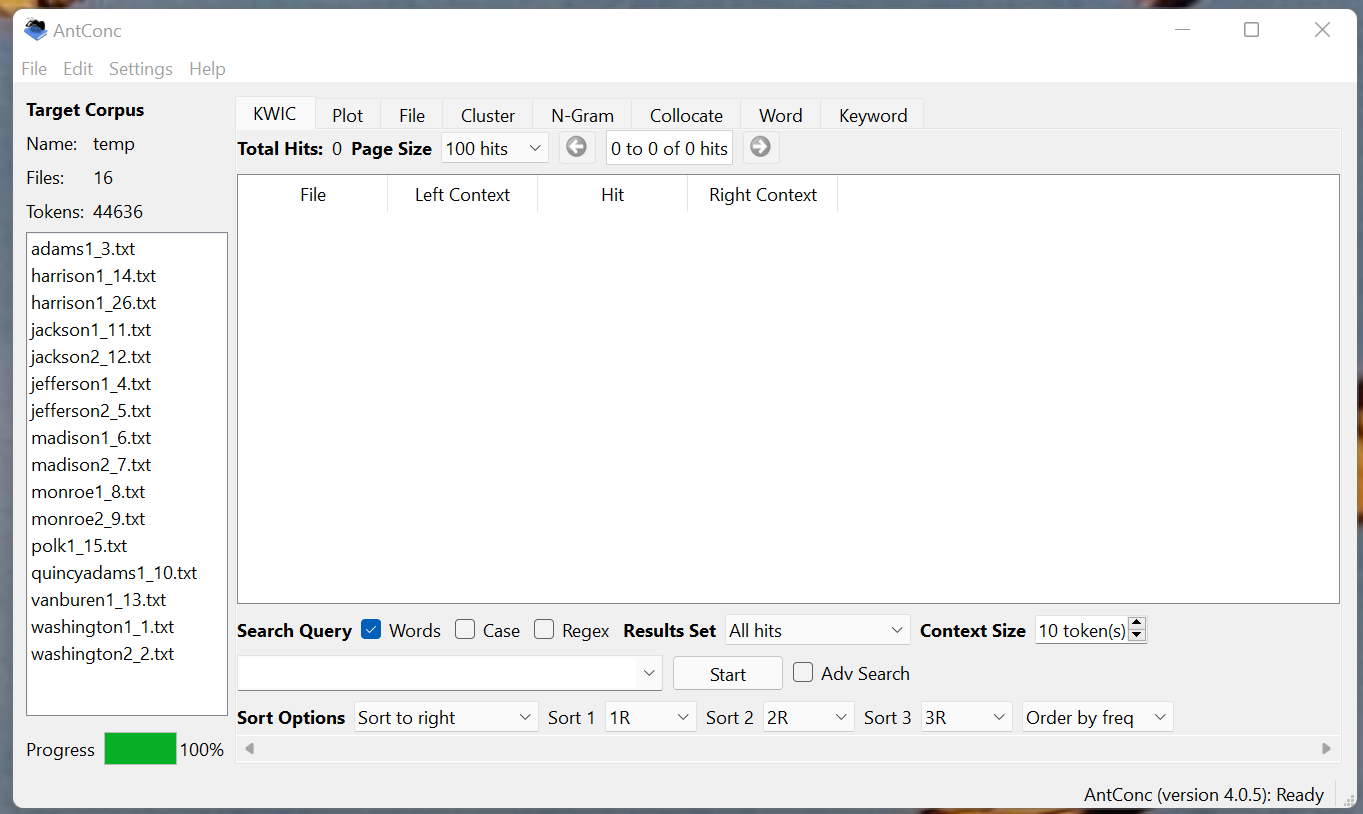 AntConc
File Edit Settings Help
Target Corpus
Name: temp
Files: 16
Tokens: 44636
adams1_3.txt
harrison1_14.txt
harrison1_26.txt
jackson1_11.txt
jackson2_12.txt
jefferson1_4.txt
jefferson2_5.txt
madison1_6.txt
madison2_7.txt
monroe1_8.txt
monroe2_9.txt
polk1_15.txt
quincyadams1_10.txt
vanburen1_13.txt
washington1_1.txt
washington2_2.txt
Progress 100%
KWIC Plot File Cluster N-Gram Collocate Word Keyword
Total Hits: 0 Page Size 100 hits 0 to 0 of 0 hits
File Left Context Hit Right Context
Search Query Words Case Regex Results Set All hits Context Size 10 token(s)
Start Adv Search
Sort Options Sort to right Sort 1 1R Sort 2 2R Sort 3 3R Order by freq
AntConc (version 4.0.5): Ready